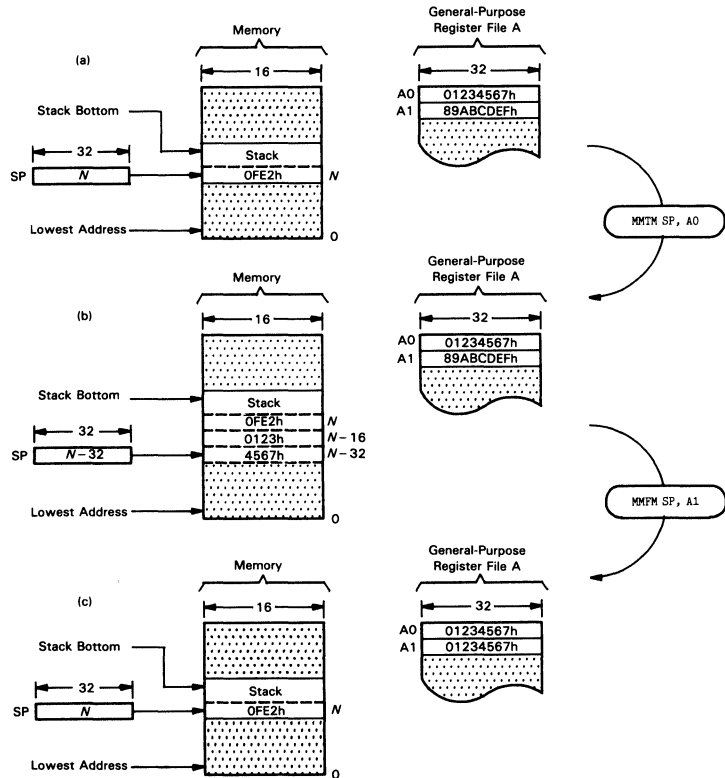 (a)
Memory
General-Purpose
Register File A
16
32
A0 01234567h
A1 89ABCDEFh
Stack Bottom
32
Stack
SP N
0FE2h N
Lowest Address
0
MMTM SP, A0
(b)
Memory
General-Purpose
Register File A
16
32
A0 01234567h
A1 89ABCDEFh
Stack Bottom
Stack
0FE2h N
32
0123h N-16
SP N-32
4567h N-32
Lowest Address
0
MMFM SP, A1
(c)
Memory
General-Purpose
Register File A
16
32
A0 01234567h
A1 01234567h
Stack Bottom
32
Stack
SP N
0FE2h N
Lowest Address
0